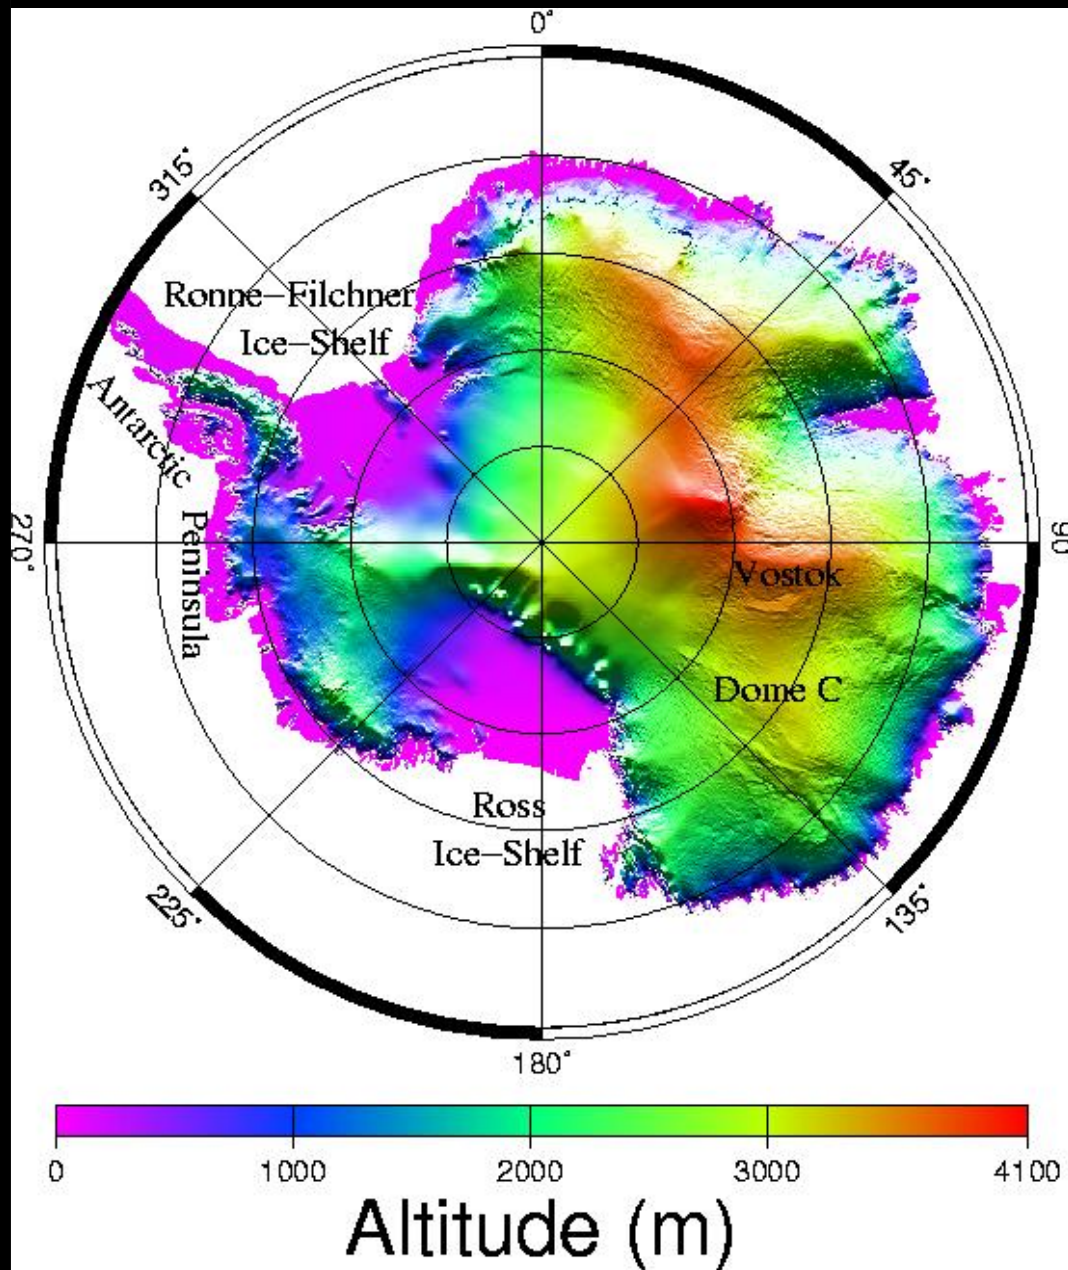 0°
315°
45°
Ronne-Filchner
Ice-Shelf
Antarctic
Peninsula
270°
90
Vostok
Dome C
Ross
Ice-Shelf
225°
135°
180°
0 1000 2000 3000 4100
Altitude (m)